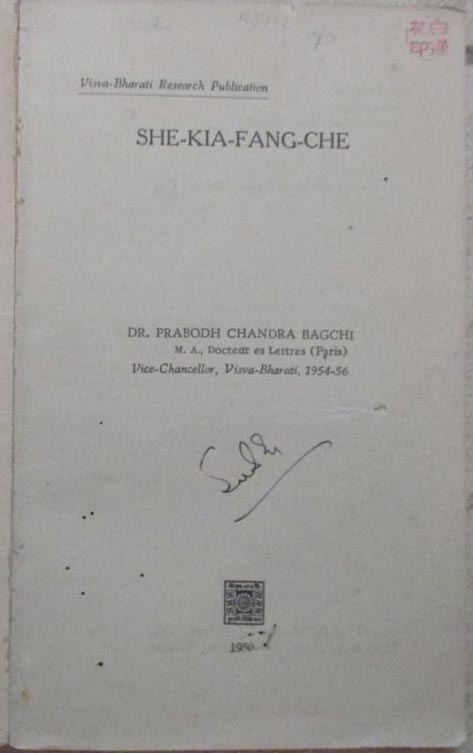 Visva-Bharati Research Publication
SHE-KIA-FANG-CHE
DR. PRABODH CHANDRA BAGCHI
M. A., Docteur es Lettres (Paris)
Vice-Chancellor, Visva-Bharati, 1954-56